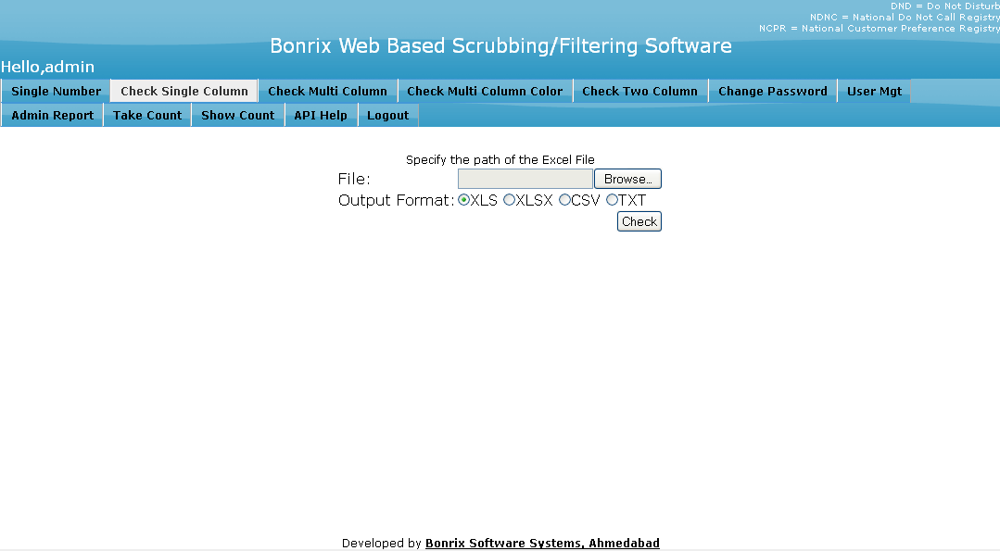 DND = Do Not Disturb
NDNC = National Do Not Call Registry
NCPR = National Customer Preference Registry
Bonrix Web Based Scrubbing/Filtering Software
Hello,admin
Single Number Check Single Column Check Multi Column Check Multi Column Color Check Two Column Change Password User Mgt
Admin Report Take Count Show Count API Help Logout
Specify the path of the Excel File
File: Browse...
Output Format: XLS XLSX CSV TXT
Check
Developed by Bonrix Software Systems, Ahmedabad